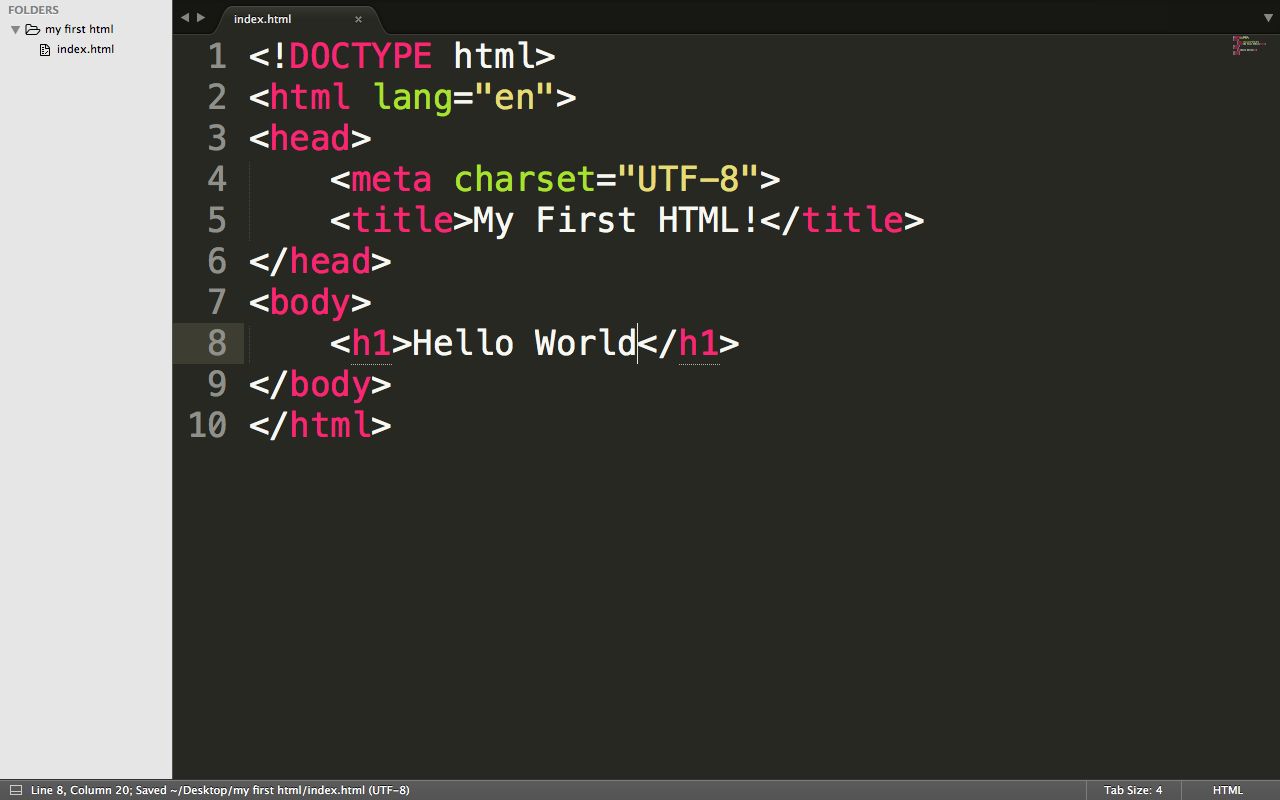 FOLDERS
my first html
index.html
index.html
1 <!DOCTYPE html>
2 <html lang="en">
3 <head>
4     <meta charset="UTF-8">
5     <title>My First HTML!</title>
6 </head>
7 <body>
8     <h1>Hello World</h1>
9 </body>
10 </html>
Line 8, Column 20; Saved ~/Desktop/my first html/index.html (UTF-8) Tab Size: 4 HTML